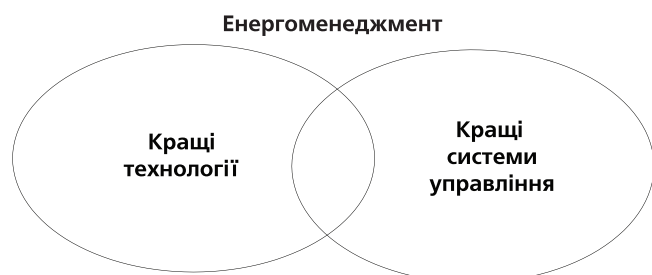 Енергоменеджмент
Кращі
технології
Кращі
системи
управління